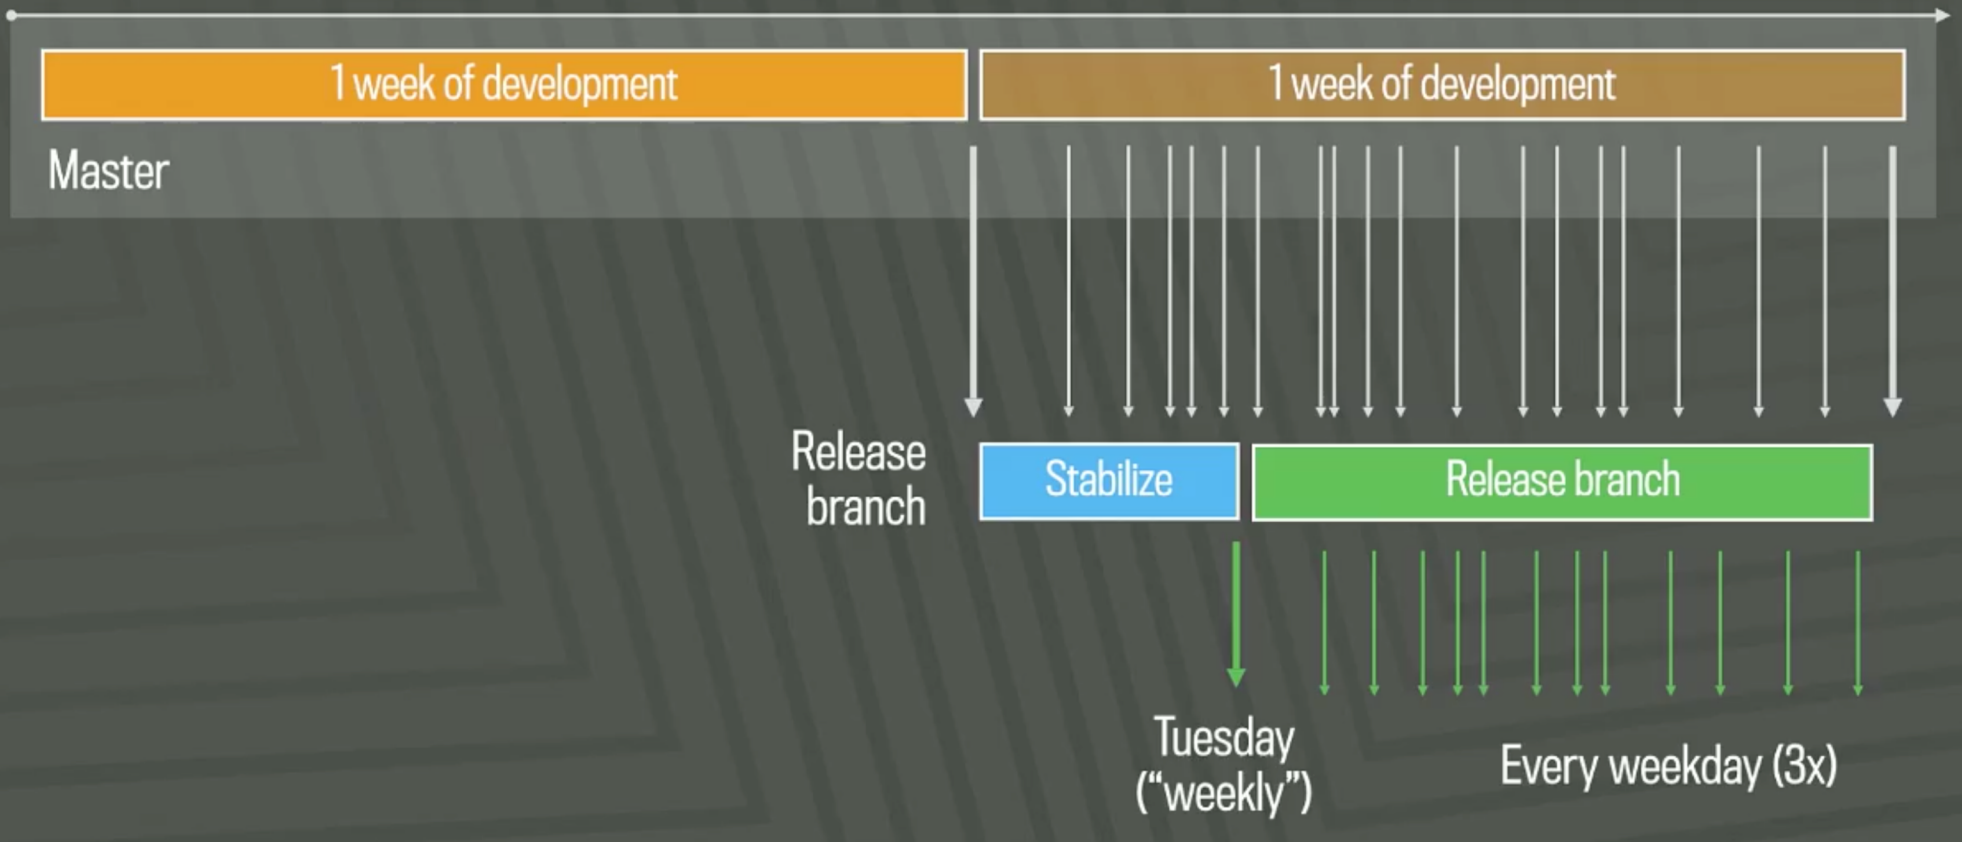 1 week of development
1 week of development
Master
Release
branch
Stabilize
Release branch
Tuesday
(“weekly”)
Every weekday (3x)